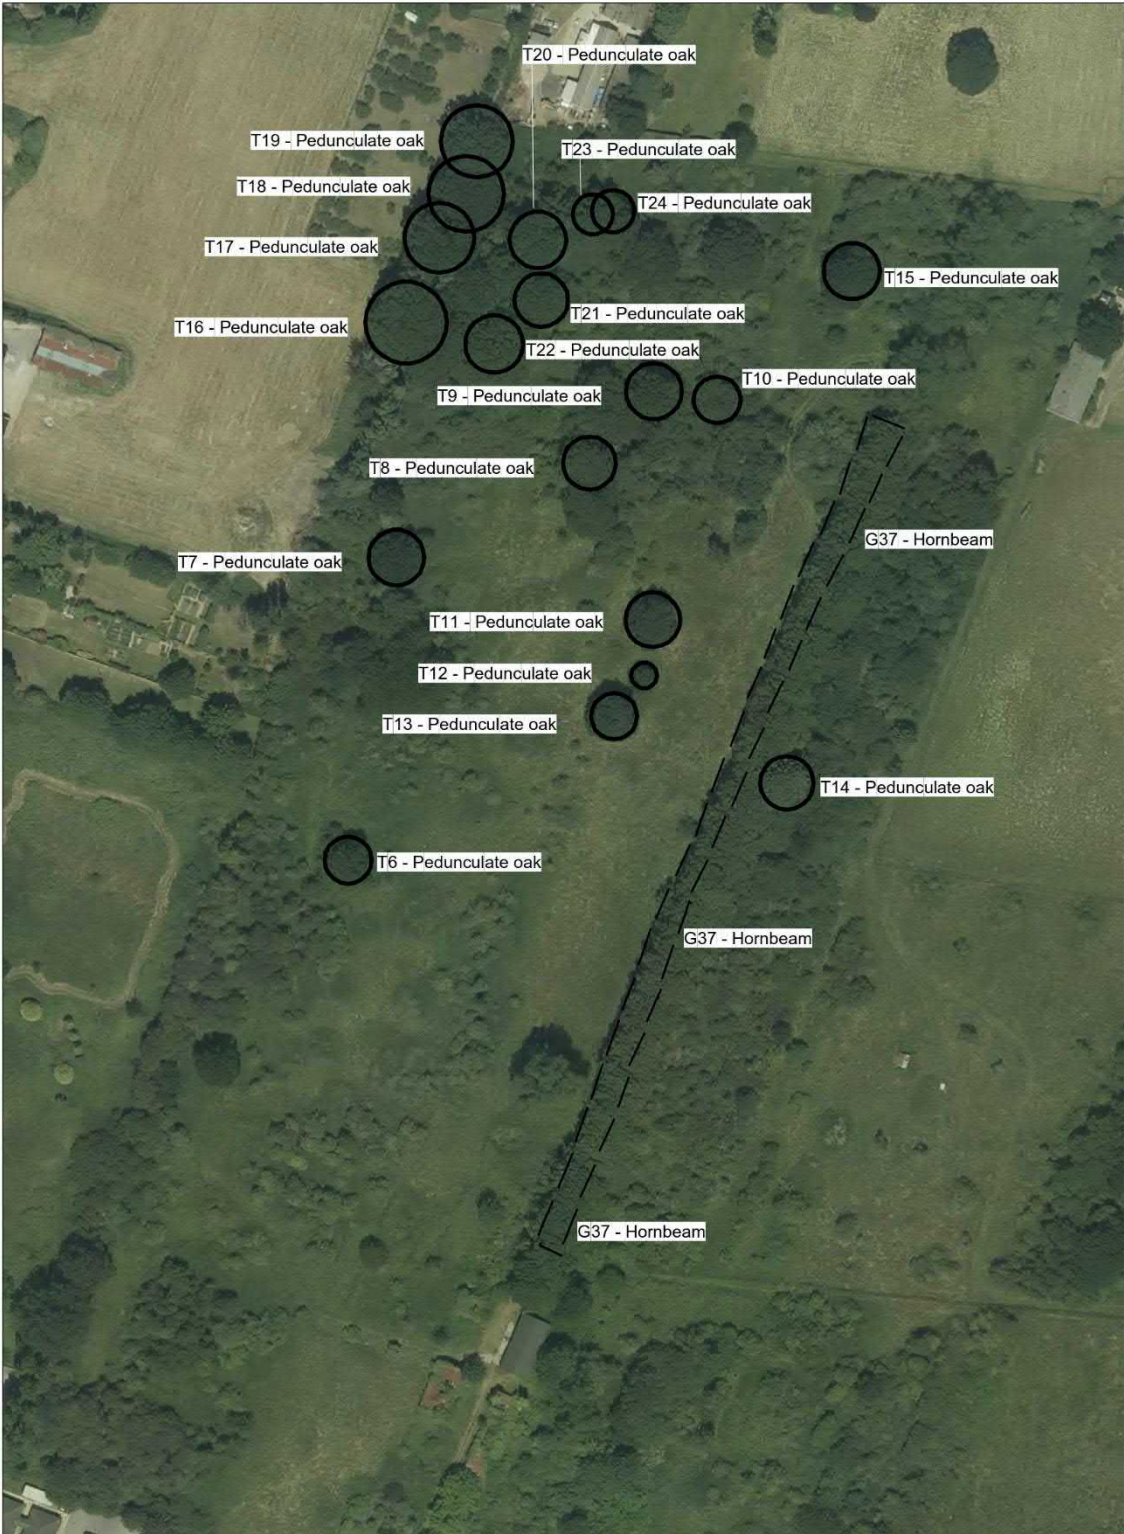 T20 - Pedunculate oak
T19 - Pedunculate oak
T23 - Pedunculate oak
T18 - Pedunculate oak
T24 - Pedunculate oak
T17 - Pedunculate oak
T15 - Pedunculate oak
T21 - Pedunculate oak
T16 - Pedunculate oak
T22 - Pedunculate oak
T10 - Pedunculate oak
T9 - Pedunculate oak
T8 - Pedunculate oak
G37 - Hornbeam
T7 - Pedunculate oak
T11 - Pedunculate oak
T12 - Pedunculate oak
T13 - Pedunculate oak
T14 - Pedunculate oak
T6 - Pedunculate oak
G37 - Hornbeam
G37 - Hornbeam